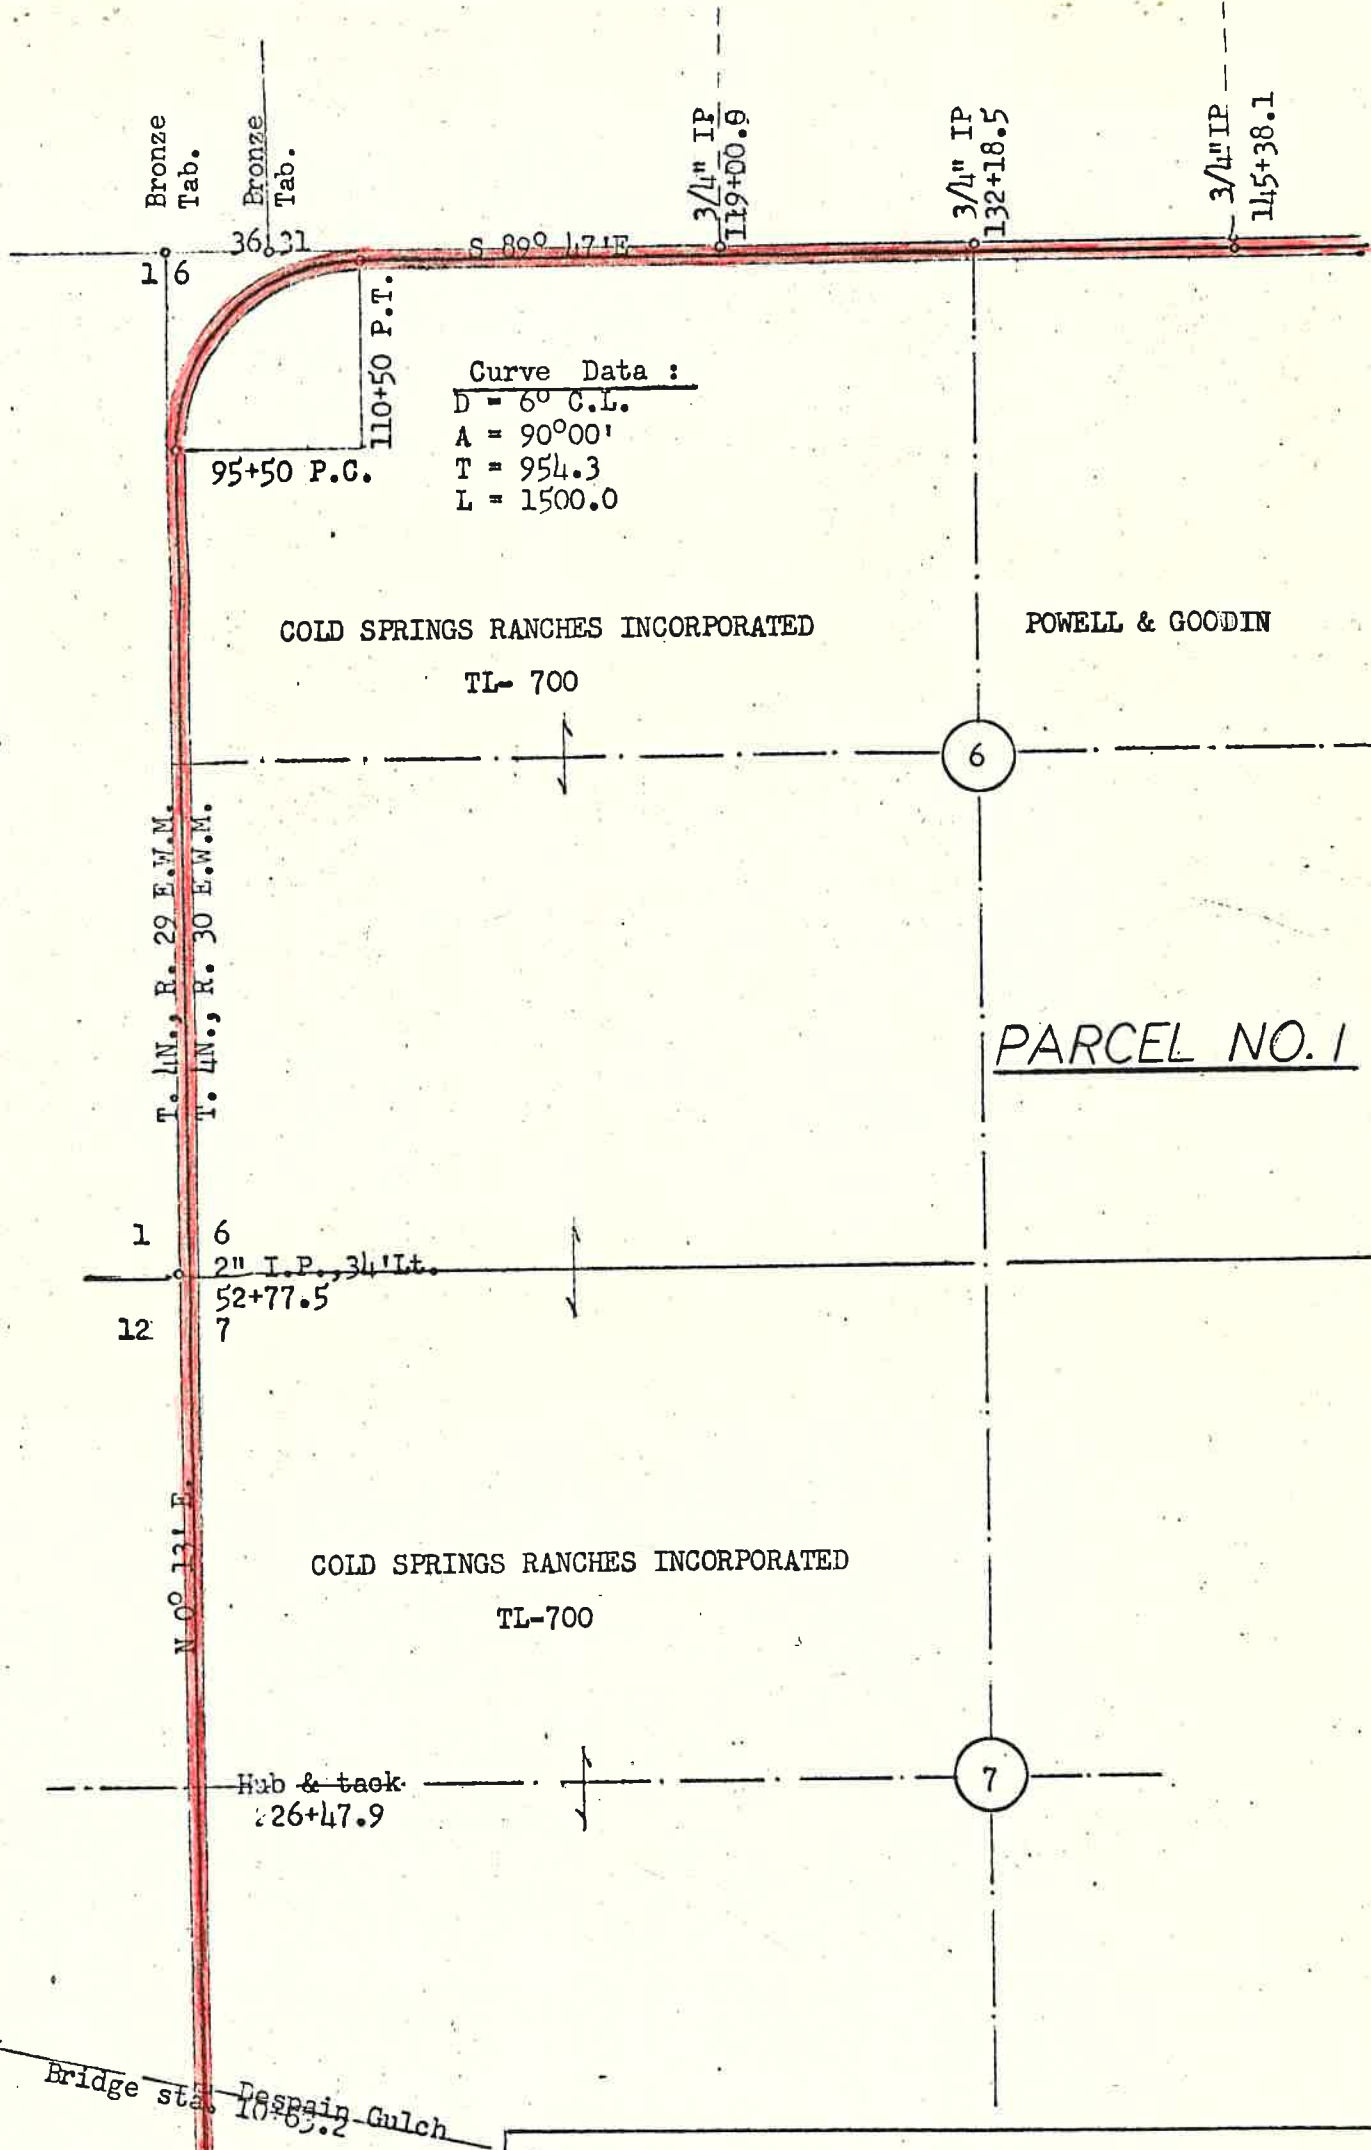 Bronze
Tab.
Bronze
Tab.
3/4" IP
3/4" IP
132+18.5
3/4" IP
145+38.1
36 31
S 89° 47'E
1 6
110+50 P.T.
95+50 P.C.
Curve Data :
D = 6° C.L.
A = 90°00'
T = 954.3
L = 1500.0
COLD SPRINGS RANCHES INCORPORATED
TL- 700
POWELL & GOODIN
6
T. 4N., R. 29 E.W.M.
T. 4N., R. 30 E.W.M.
PARCEL NO. 1
1 6
2" I.P., 34'Lt.
52+77.5
12 7
N 0° 13' E.
COLD SPRINGS RANCHES INCORPORATED
TL-700
Hub & tack
26+47.9
7
Despain Gulch
Bridge sta.